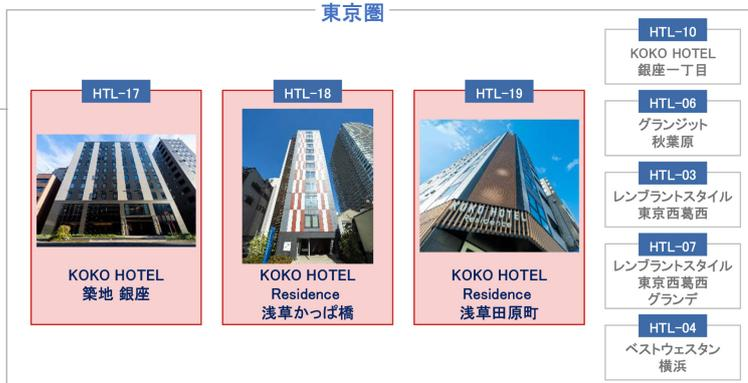 東京圏
HTL-17
KOKO HOTEL
築地 銀座
HTL-18
KOKO HOTEL
Residence
浅草かっぱ橋
HTL-19
KOKO HOTEL
Residence
KOKO HOTEL
Residence
浅草田原町
HTL-10
KOKO HOTEL
銀座一丁目
HTL-06
グランジット
秋葉原
HTL-03
レンブラントスタイル
東京西葛西
HTL-07
レンブラントスタイル
東京西葛西
グランデ
HTL-04
ベストウェスタン
横浜